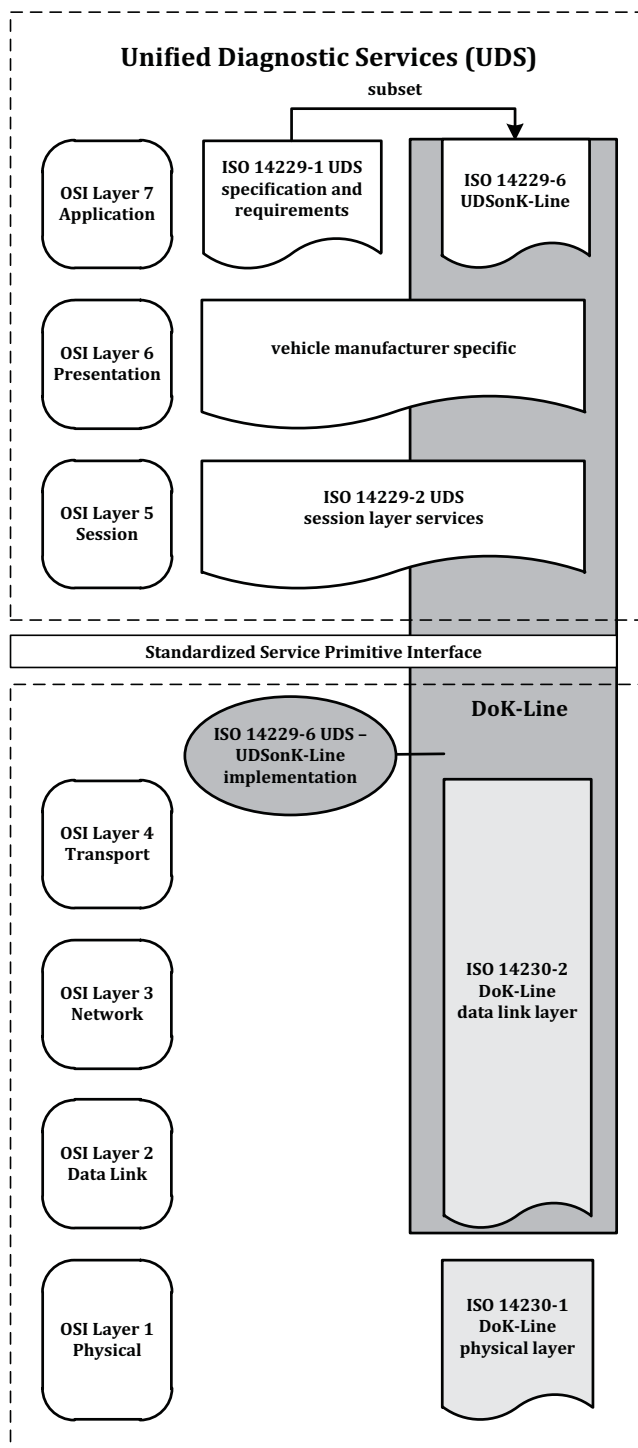 Unified Diagnostic Services (UDS)
subset
OSI Layer 7
Application
ISO 14229-1 UDS
specification and
requirements
ISO 14229-6
UDSonK-Line
OSI Layer 6
Presentation
vehicle manufacturer specific
OSI Layer 5
Session
ISO 14229-2 UDS
session layer services
Standardized Service Primitive Interface
DoK-Line
ISO 14229-6 UDS –
UDSonK-Line
implementation
OSI Layer 4
Transport
OSI Layer 3
Network
ISO 14230-2
DoK-Line
data link layer
OSI Layer 2
Data Link
OSI Layer 1
Physical
ISO 14230-1
DoK-Line
physical layer